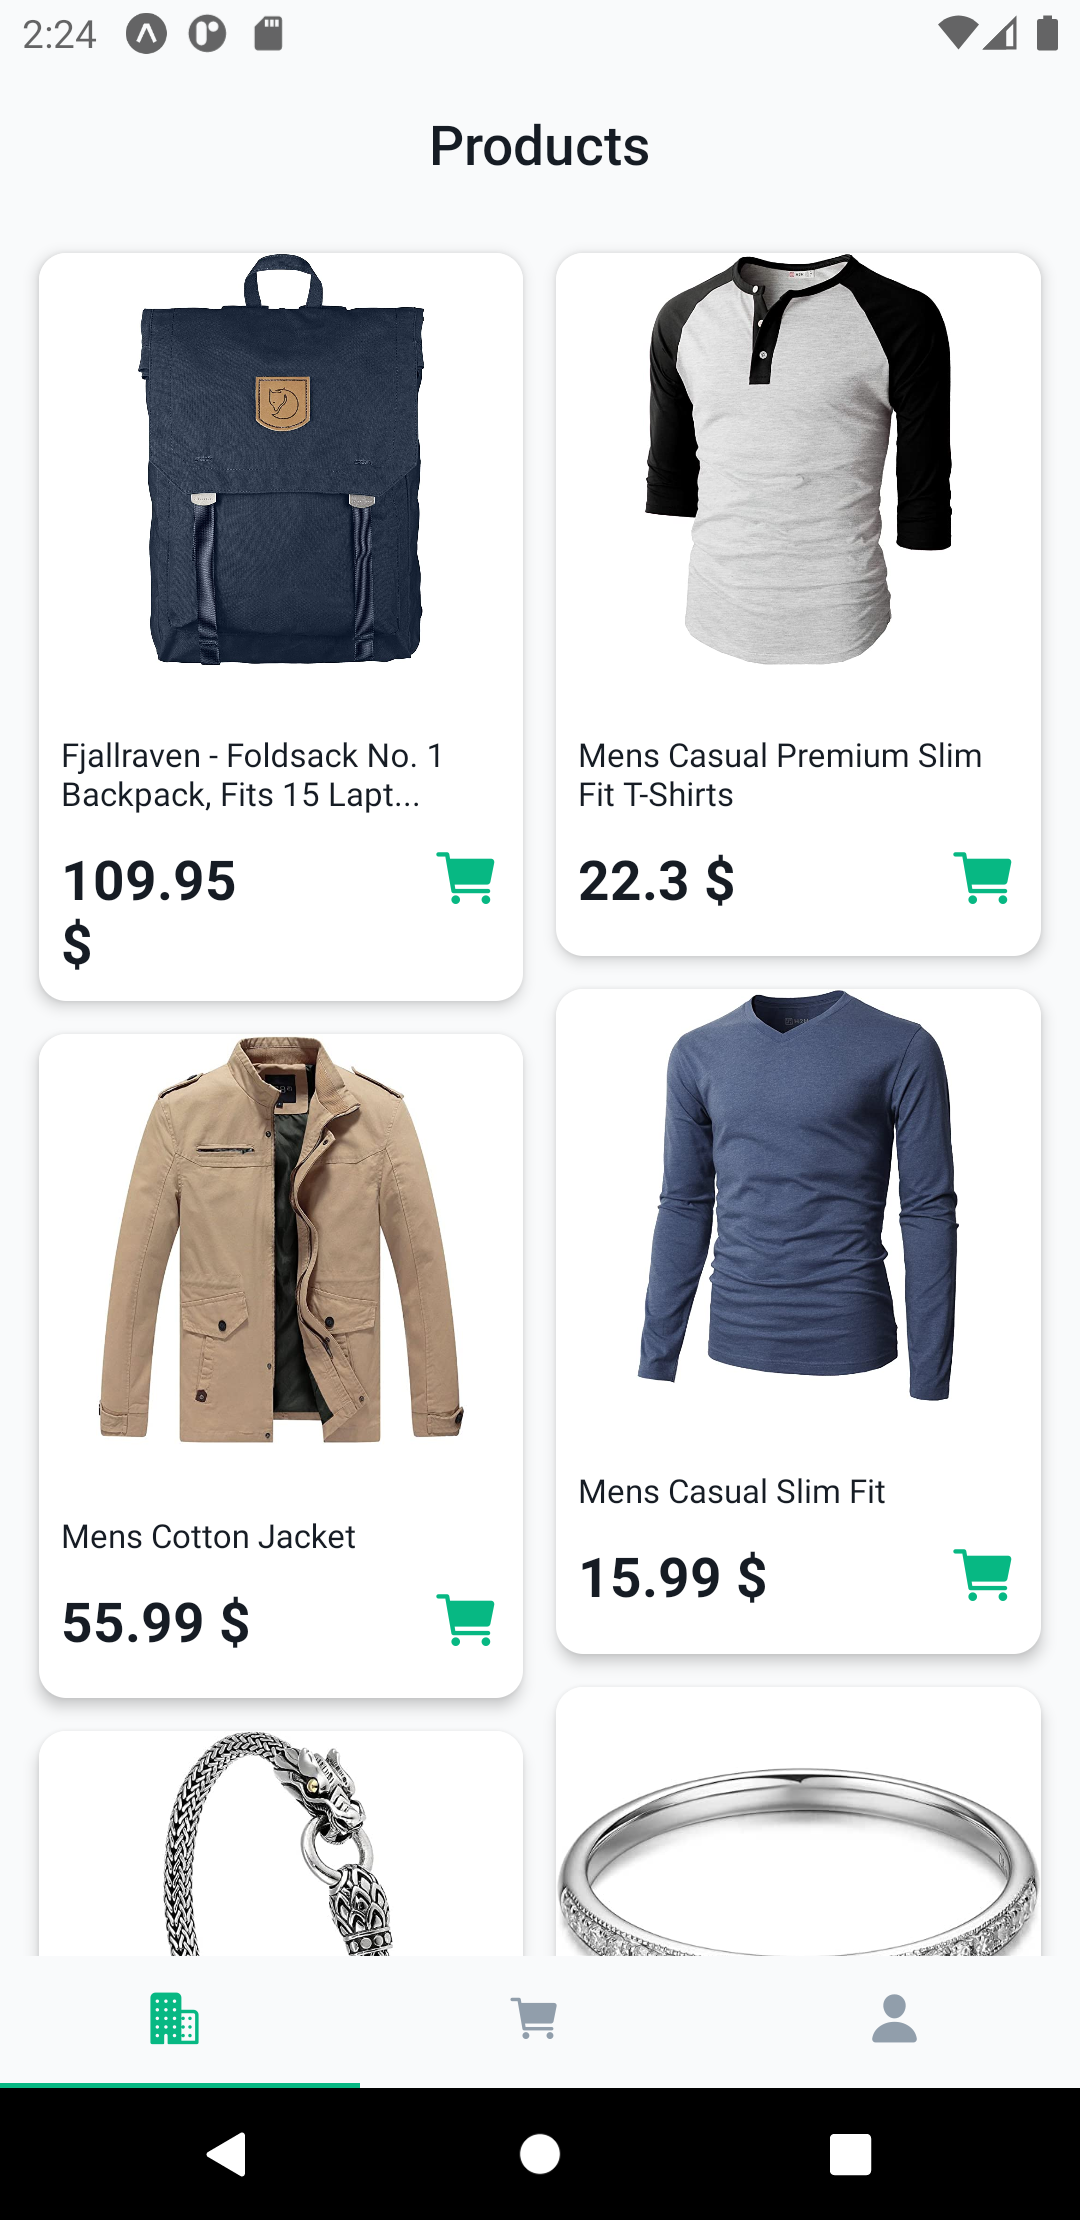 2:24
Products
Fjallraven - Foldsack No. 1
Backpack, Fits 15 Lapt...
109.95
$
Mens Casual Premium Slim
Fit T-Shirts
22.3 $
Mens Cotton Jacket
55.99 $
Mens Casual Slim Fit
15.99 $